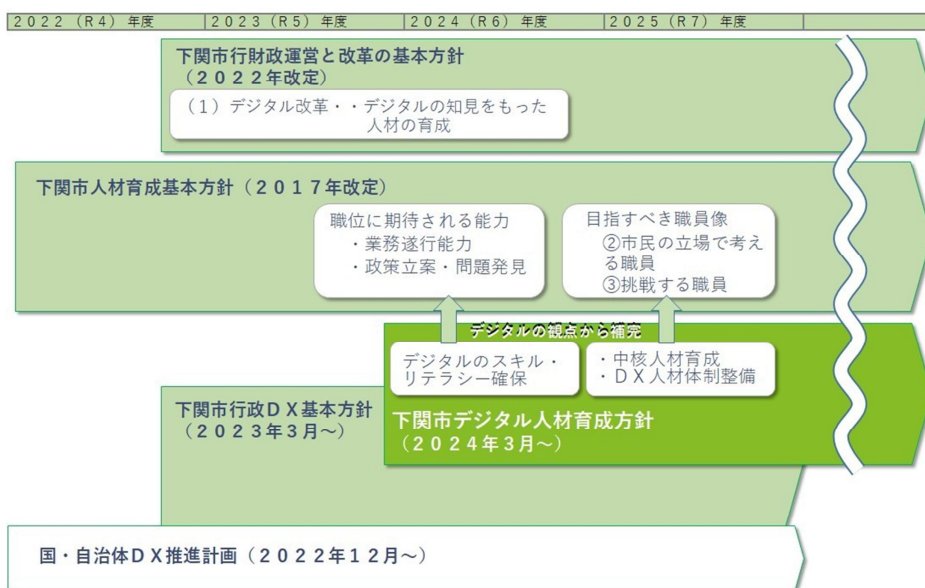 2022（R4）年度
2023（R5）年度
2024（R6）年度
2025（R7）年度
下関市行財政運営と改革の基本方針
（２０２２年改定）
（１）デジタル改革・・デジタルの知見をもった
人材の育成
下関市人材育成基本方針（２０１７年改定）
職位に期待される能力
・業務遂行能力
・政策立案・問題発見
目指すべき職員像
②市民の立場で考え
る職員
③挑戦する職員
デジタルの観点から補完
デジタルのスキル・
リテラシー確保
・中核人材育成
・ＤＸ人材体制整備
下関市デジタル人材育成方針
（２０２４年３月～）
下関市行政ＤＸ基本方針
（２０２３年３月～）
国・自治体ＤＸ推進計画（２０２２年１２月～）